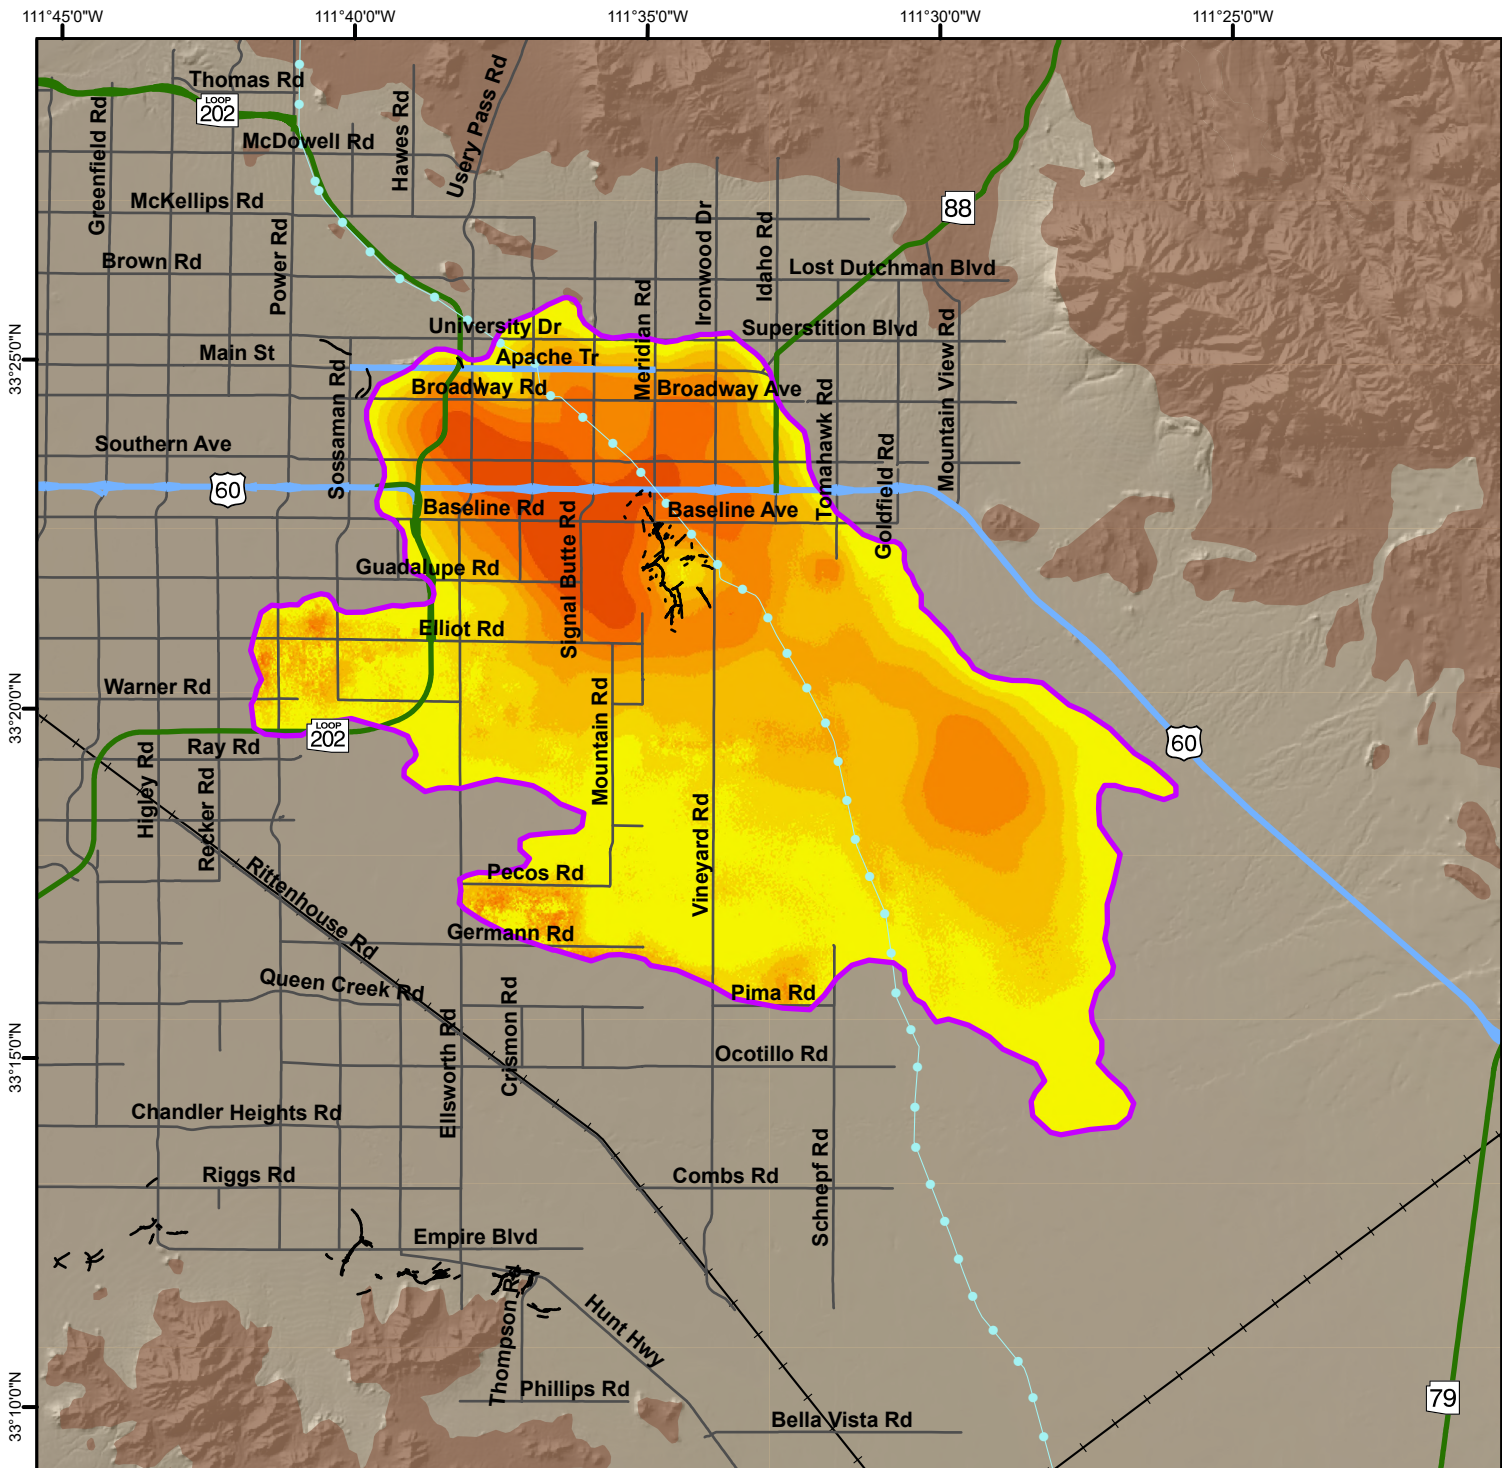 111°45'0"W
111°40'0"W
111°35'0"W
111°30'0"W
111°25'0"W
Thomas Rd
LOOP
202
McDowell Rd
Greenfield Rd
Hawes Rd
Usery Pass Rd
McKellips Rd
88
Power Rd
Ironwood Dr
Idaho Rd
Brown Rd
Lost Dutchman Blvd
University Dr
Meridian Rd
Superstition Blvd
Mountain View Rd
33°25'0"N
Main St
Apache Tr
Sossaman Rd
Broadway Rd
Broadway Ave
Tomahawk Rd
Southern Ave
Goldfield Rd
60
Baseline Rd
Baseline Ave
Signal Butte Rd
Guadalupe Rd
Elliot Rd
Warner Rd
Mountain Rd
33°20'0"N
LOOP
202
Ray Rd
60
Higley Rd
Recker Rd
Vineyard Rd
Rittenhouse Rd
Pecos Rd
Germann Rd
Queen Creek Rd
Pima Rd
Crismon Rd
Ellsworth Rd
33°15'0"N
Ocotillo Rd
Chandler Heights Rd
Riggs Rd
Combs Rd
Schnepf Rd
Empire Blvd
Thompson Rd
Hunt Hwy
Phillips Rd
79
33°10'0"N
Bella Vista Rd